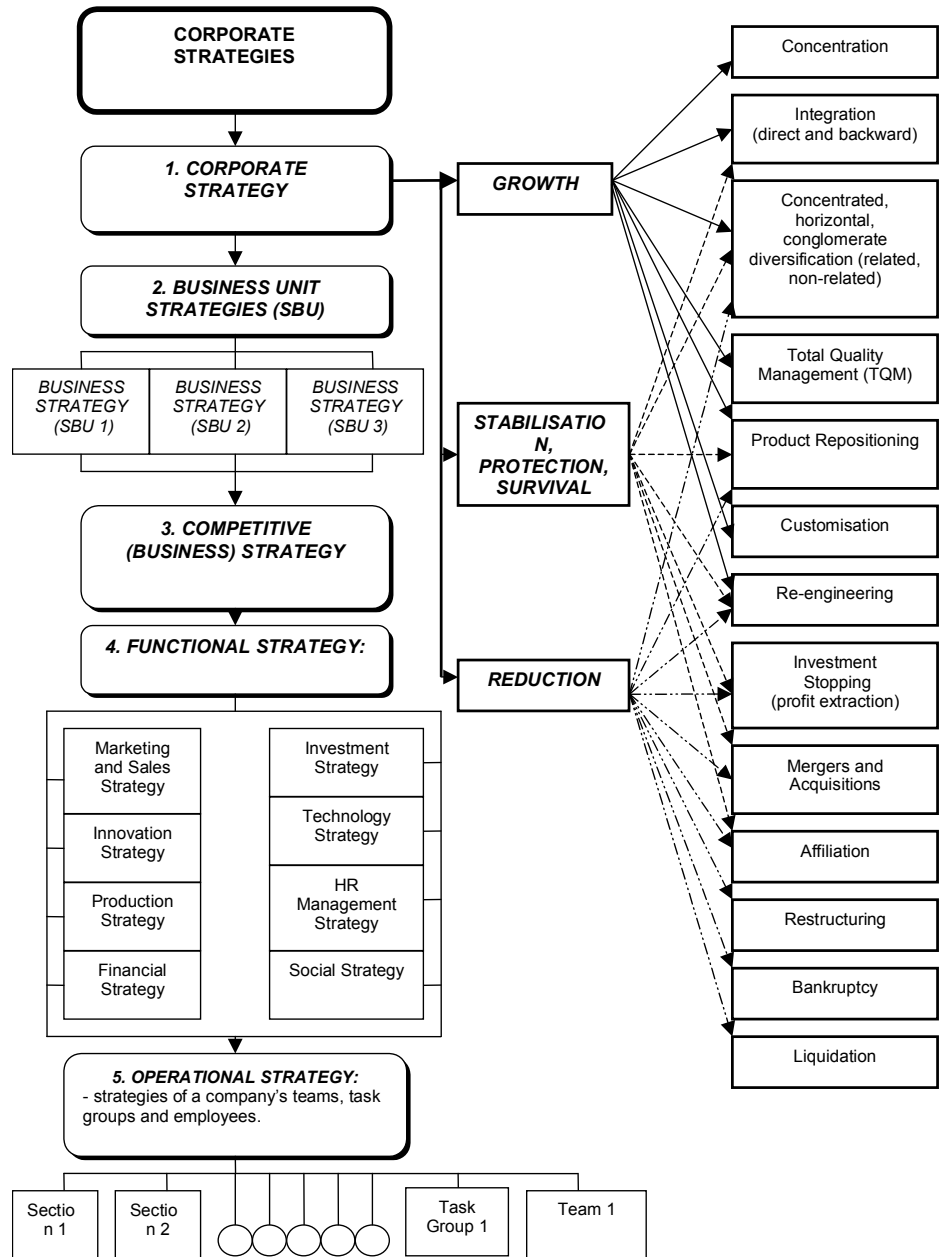 CORPORATE
STRATEGIES
1. CORPORATE
STRATEGY
2. BUSINESS UNIT
STRATEGIES (SBU)
BUSINESS
STRATEGY
(SBU 1)
BUSINESS
STRATEGY
(SBU 2)
BUSINESS
STRATEGY
(SBU 3)
3. COMPETITIVE
(BUSINESS) STRATEGY
4. FUNCTIONAL STRATEGY:
Marketing
and Sales
Strategy
Innovation
Strategy
Production
Strategy
Financial
Strategy
Investment
Strategy
Technology
Strategy
HR
Management
Strategy
Social Strategy
5. OPERATIONAL STRATEGY:
- strategies of a company's teams, task
groups and employees.
Sectio
n 1
Sectio
n 2
Task
Group 1
Team 1
GROWTH
STABILISATIO
N,
PROTECTION,
SURVIVAL
REDUCTION
Concentration
Integration
(direct and backward)
Concentrated,
horizontal,
conglomerate
diversification (related,
non-related)
Total Quality
Management (TQM)
Product Repositioning
Customisation
Re-engineering
Investment
Stopping
(profit extraction)
Mergers and
Acquisitions
Affiliation
Restructuring
Bankruptcy
Liquidation